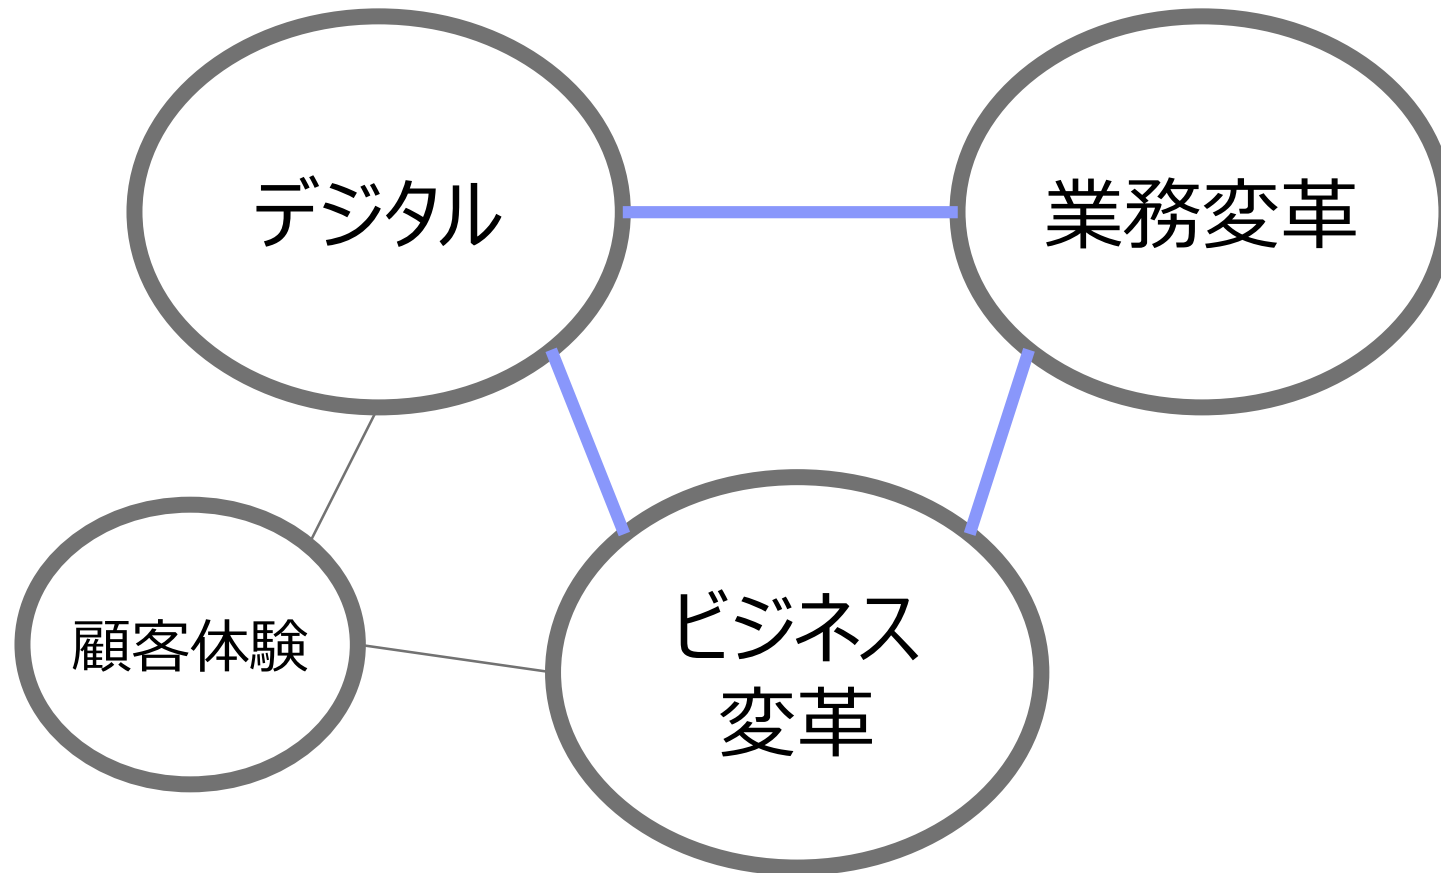 デジタル
業務変革
顧客体験
ビジネス
変革